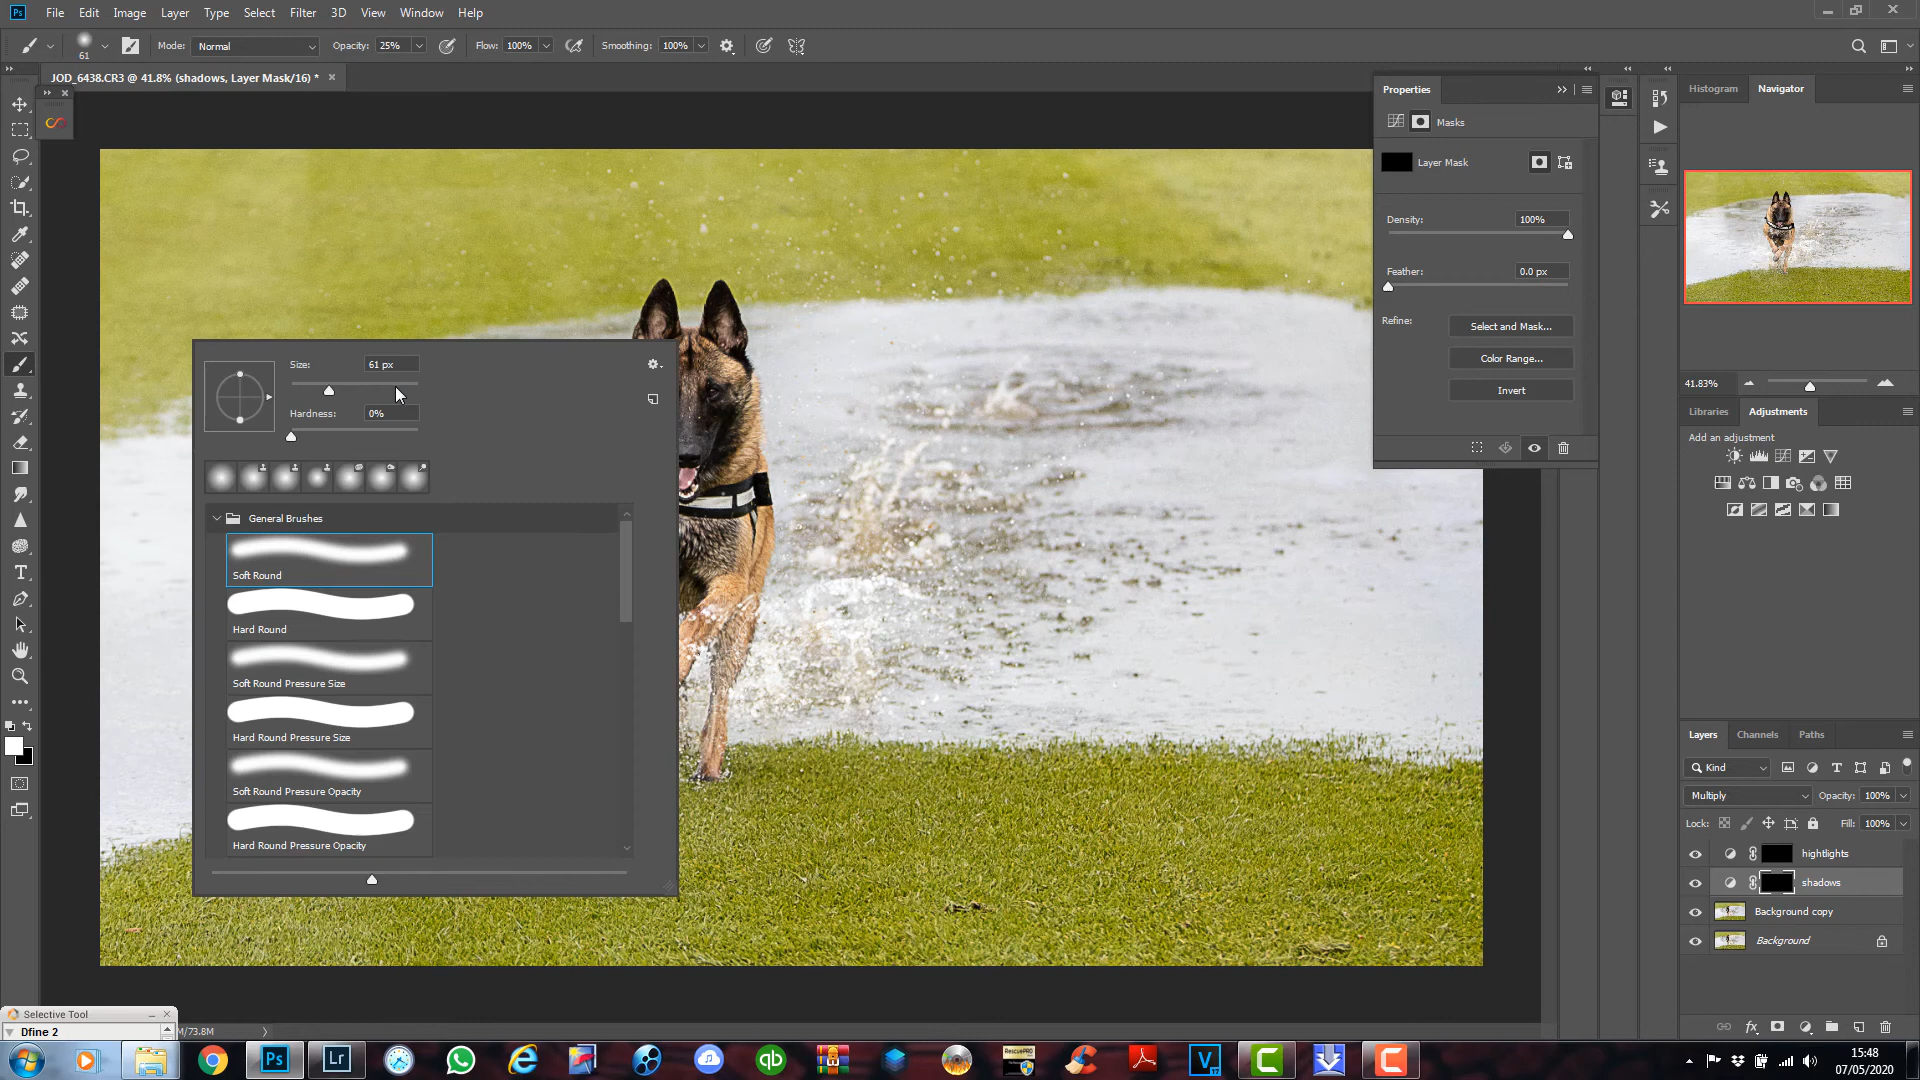 Ps File Edit Image Layer Type Select Filter 3D View Window Help
61 Mode: Normal Opacity: 25% Flow: 100% Smoothing: 100%
JOD_6438.CR3 @ 41.8% (shadows, Layer Mask/16) *
Properties
Masks
Layer Mask
Density: 100%
Feather: 0.0 px
Refine: Select and Mask...
Color Range...
Invert
Size: 61 px
Hardness: 0%
General Brushes
Soft Round
Hard Round
Soft Round Pressure Size
Hard Round Pressure Size
Soft Round Pressure Opacity
Hard Round Pressure Opacity
Histogram Navigator
41.83%
Libraries Adjustments
Add an adjustment
Layers Channels Paths
Kind
Multiply Opacity: 100%
Lock: Fill: 100%
hightlights
shadows
Background copy
Background
Selective Tool
Dfine 2
M/73.8M
Ps Lr
RescuePRO
15:48
07/05/2020